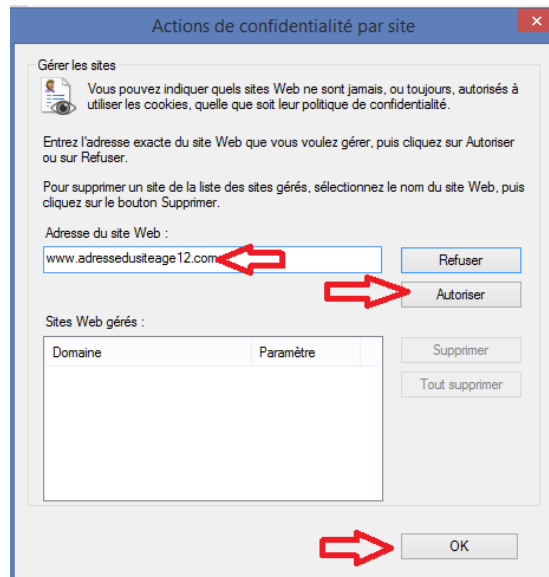 Actions de confidentialité par site
Gérer les sites
Vous pouvez indiquer quels sites Web ne sont jamais, ou toujours, autorisés à
utiliser les cookies, quelle que soit leur politique de confidentialité.
Entrez l'adresse exacte du site Web que vous voulez gérer, puis cliquez sur Autoriser
ou sur Refuser.
Pour supprimer un site de la liste des sites gérés, sélectionnez le nom du site Web, puis
cliquez sur le bouton Supprimer.
Adresse du site Web :
www.adressedusiteage12.com
Refuser
Autoriser
Sites Web gérés :
Domaine Paramètre
Supprimer
Tout supprimer
OK